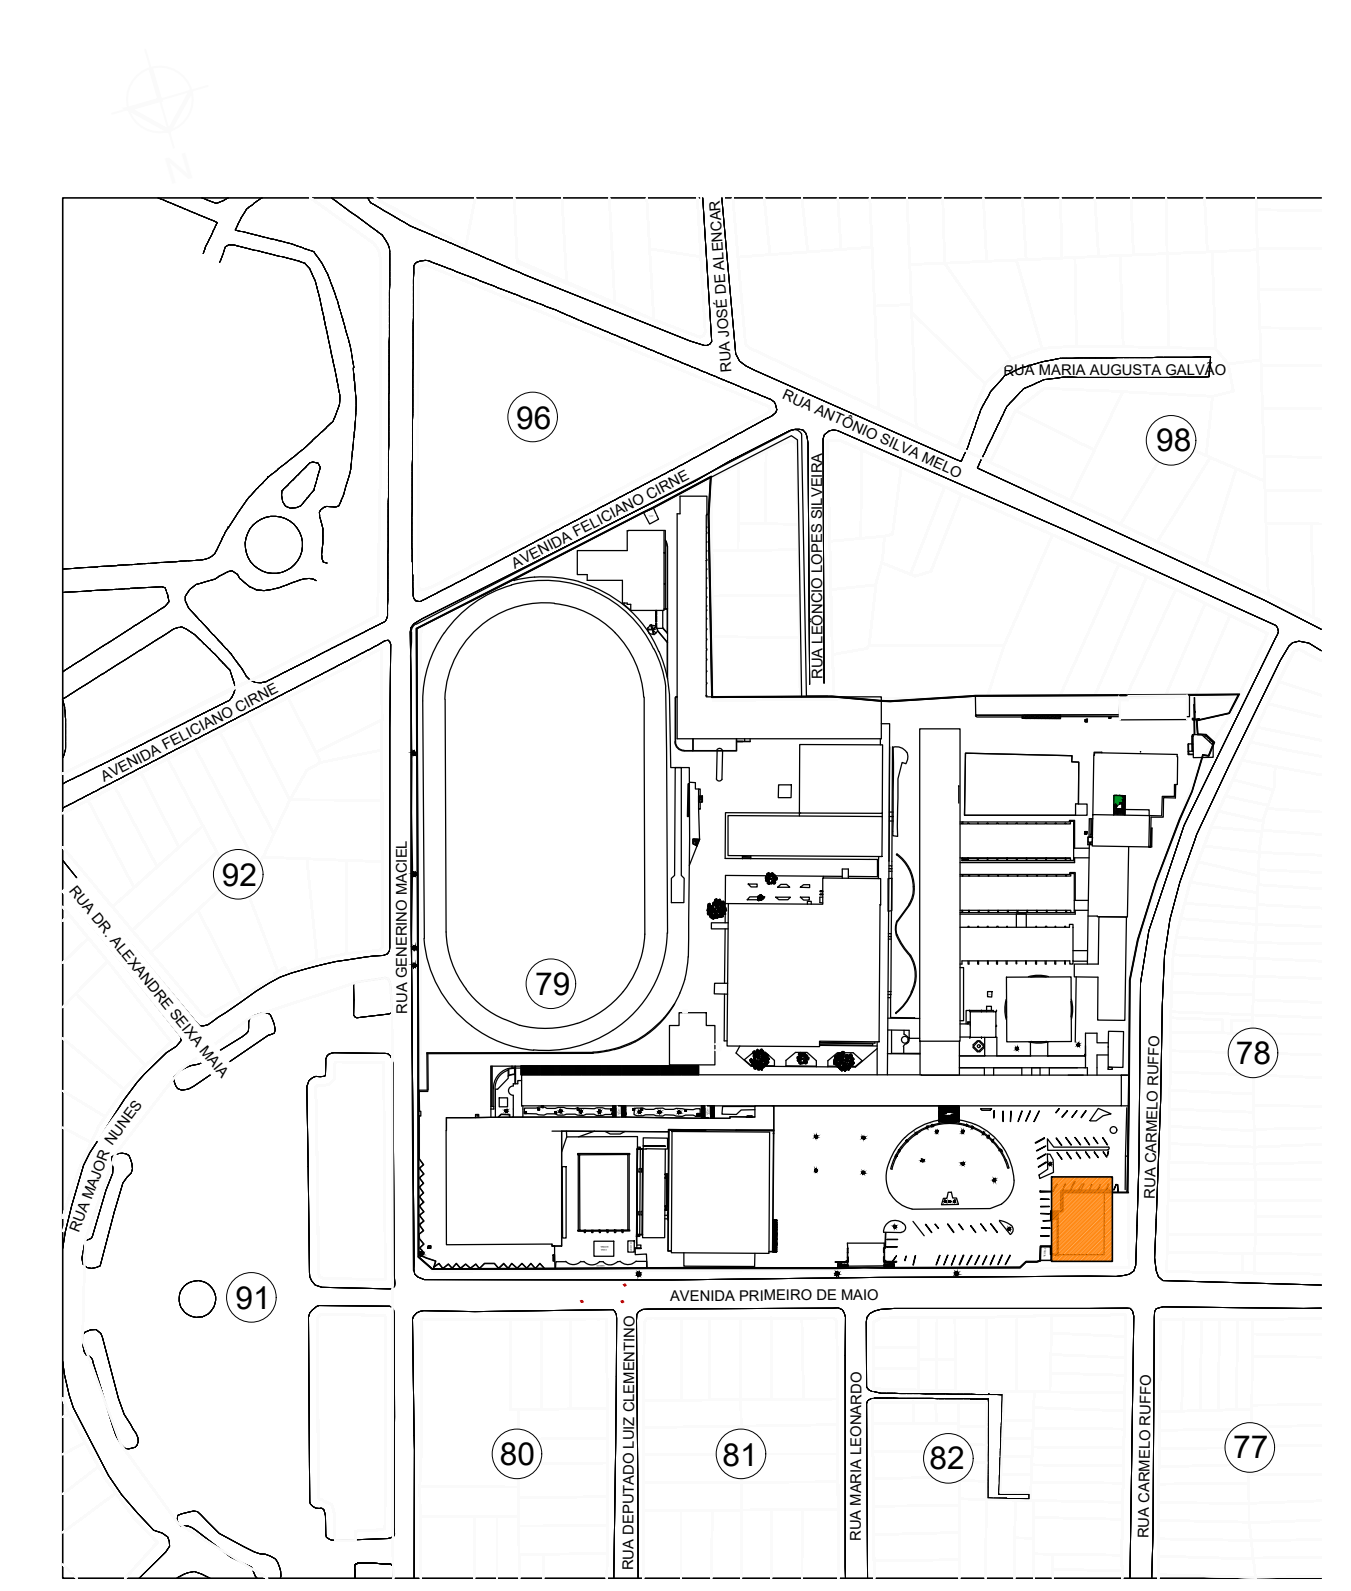 N
RUA JOSÉ DE ALENCAR
RUA MARIA AUGUSTA GALVÃO
96
RUA ANTÔNIO SILVA MELO
98
AVENIDA FELICIANO CIRNE
RUA LEÔNCIO LOPES SILVEIRA
AVENIDA FELICIANO CIRNE
92
RUA GENERINO MACIEL
RUA DR. ALEXANDRE SEIXA MAIA
79
78
RUA CARMELO RUFFO
RUA MAJOR NUNES
91
AVENIDA PRIMEIRO DE MAIO
80
RUA DEPUTADO LUIZ CLEMENTINO
81
RUA MARIA LEONARDO
82
RUA CARMELO RUFFO
77